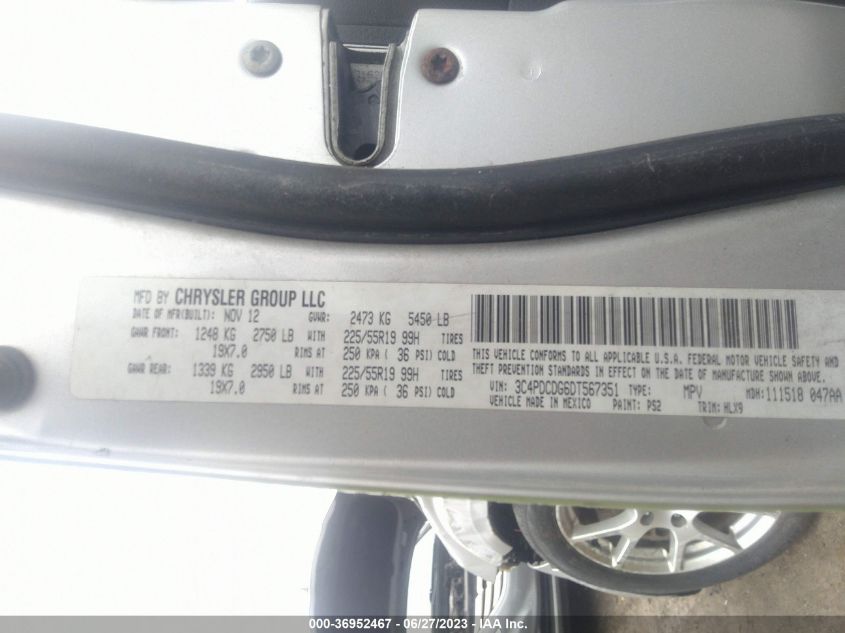 MFD BY CHRYSLER GROUP LLC
DATE OF MFR(BUILT): NOV 12 GVWR: 2473 KG 5450 LB
GAWR FRONT: 1248 KG 2750 LB WITH 225/55R19 99H TIRES
19X7.0 RIMS AT 250 KPA ( 36 PSI) COLD
GAWR REAR: 1339 KG 2950 LB WITH 225/55R19 99H TIRES
19X7.0 RIMS AT 250 KPA ( 36 PSI) COLD
THIS VEHICLE CONFORMS TO ALL APPLICABLE U.S.A. FEDERAL MOTOR VEHICLE SAFETY AND
THEFT PREVENTION STANDARDS IN EFFECT ON THE DATE OF MANUFACTURE SHOWN ABOVE.
VIN: 3C4PDCDG6DT567351 TYPE: MPV MDH: 111518 047AA
VEHICLE MADE IN MEXICO PAINT: PS2 TRIM: HLX9
000-36952467 - 06/27/2023 - IAA Inc.